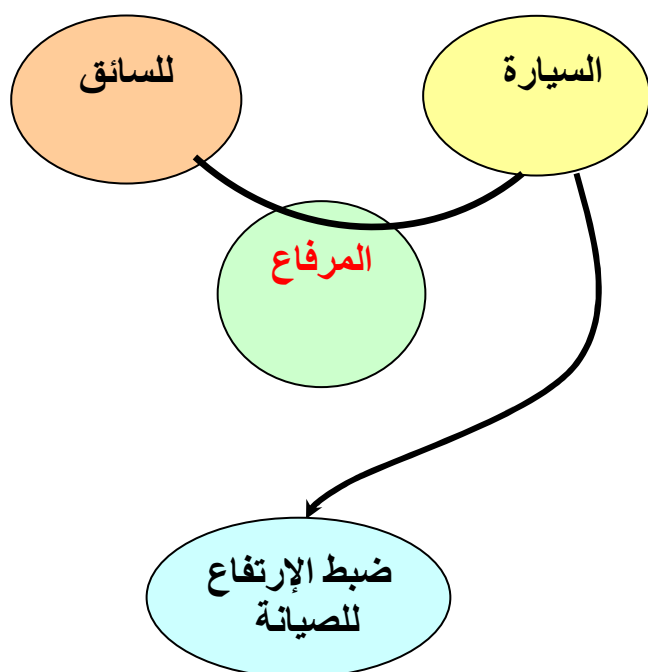 السيارة
للسائق
المرفاع
ضبط الإرتفاع
للصيانة